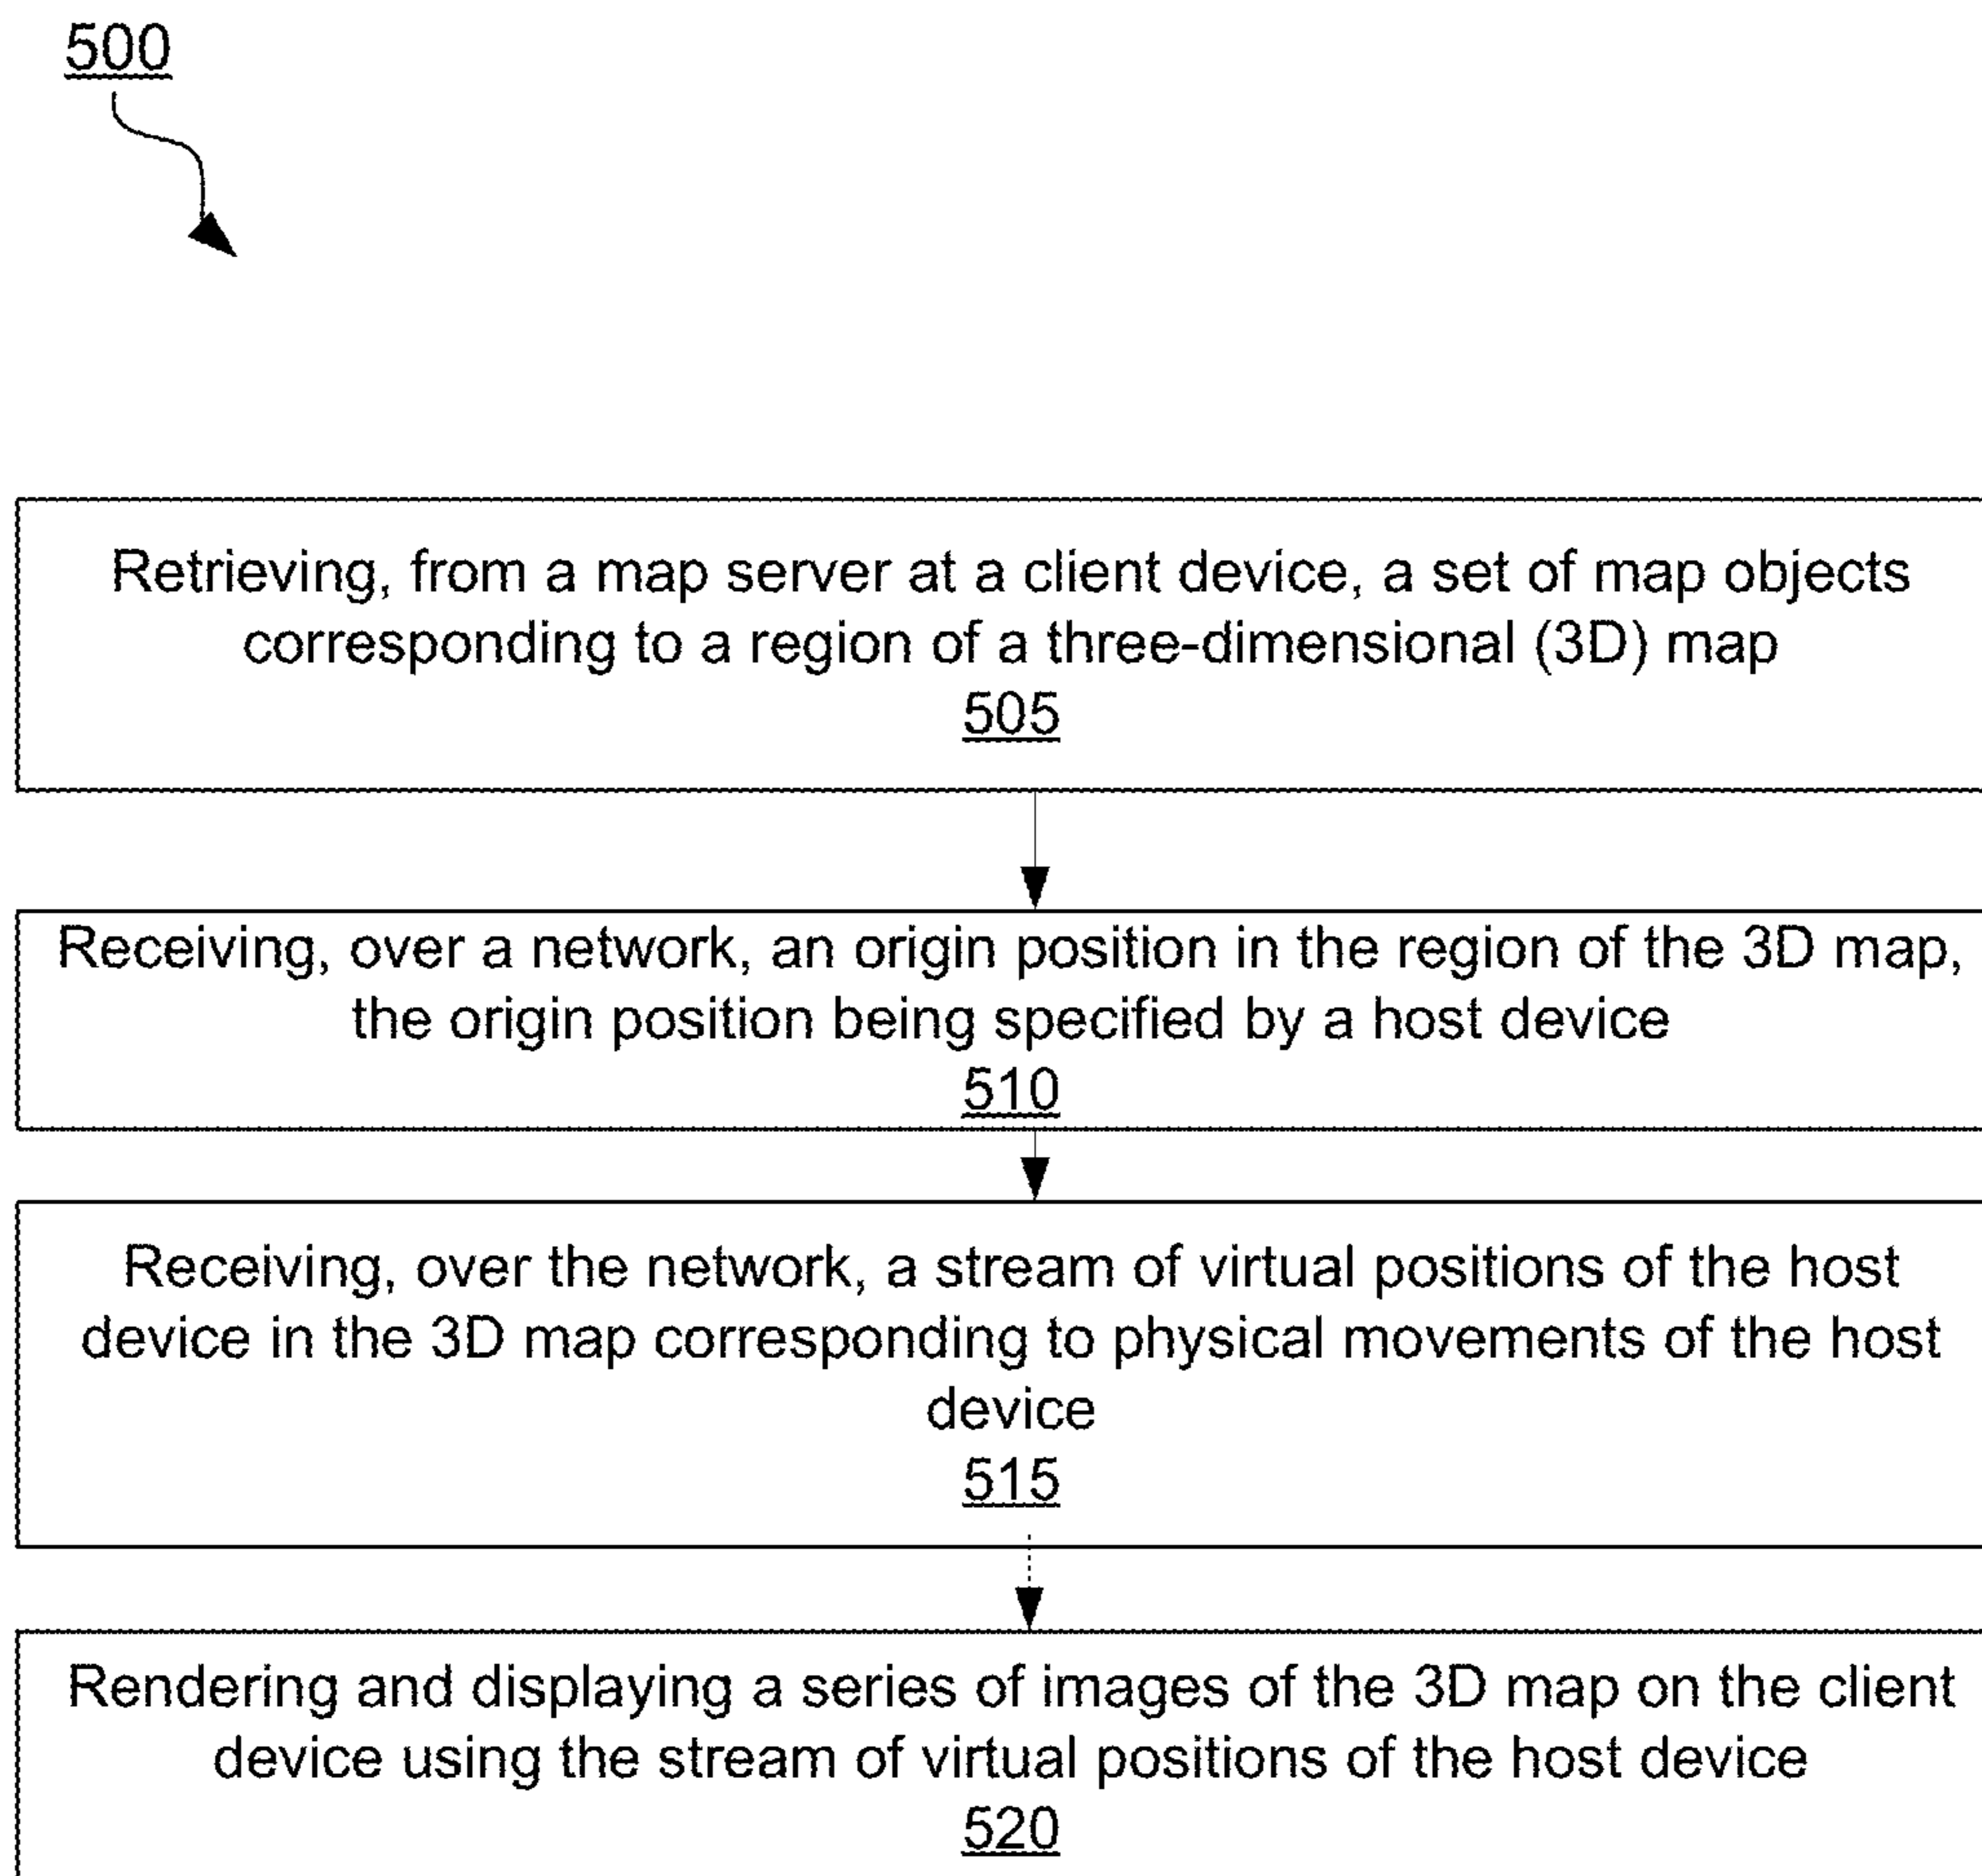 500
Retrieving, from a map server at a client device, a set of map objects
corresponding to a region of a three-dimensional (3D) map
505
Receiving, over a network, an origin position in the region of the 3D map,
the origin position being specified by a host device
510
Receiving, over the network, a stream of virtual positions of the host
device in the 3D map corresponding to physical movements of the host
device
515
Rendering and displaying a series of images of the 3D map on the client
device using the stream of virtual positions of the host device
520